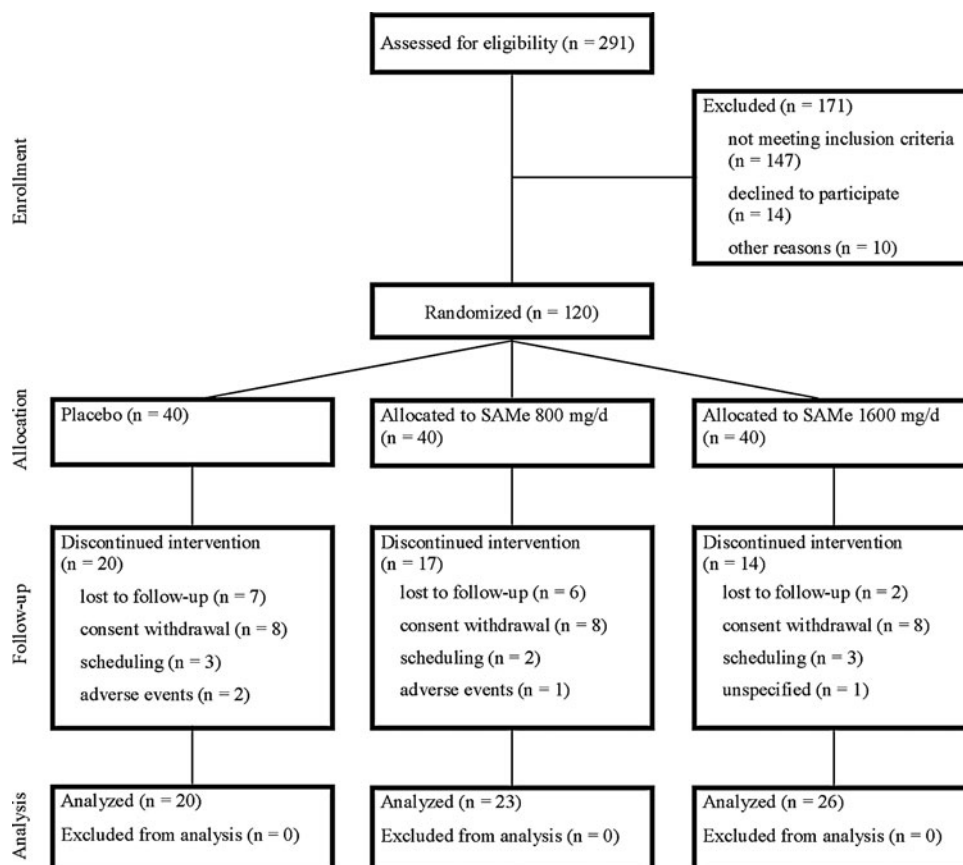 Assessed for eligibility (n = 291)
Enrollment
Excluded (n = 171)
not meeting inclusion criteria
(n = 147)
declined to participate
(n = 14)
other reasons (n = 10)
Randomized (n = 120)
Allocation
Placebo (n = 40)
Allocated to SAMe 800 mg/d
(n = 40)
Allocated to SAMe 1600 mg/d
(n = 40)
Follow-up
Discontinued intervention
(n = 20)
lost to follow-up (n = 7)
consent withdrawal (n = 8)
scheduling (n = 3)
adverse events (n = 2)
Discontinued intervention
(n = 17)
lost to follow-up (n = 6)
consent withdrawal (n = 8)
scheduling (n = 2)
adverse events (n = 1)
Discontinued intervention
(n = 14)
lost to follow-up (n = 2)
consent withdrawal (n = 8)
scheduling (n = 3)
unspecified (n = 1)
Analysis
Analyzed (n = 20)
Excluded from analysis (n = 0)
Analyzed (n = 23)
Excluded from analysis (n = 0)
Analyzed (n = 26)
Excluded from analysis (n = 0)